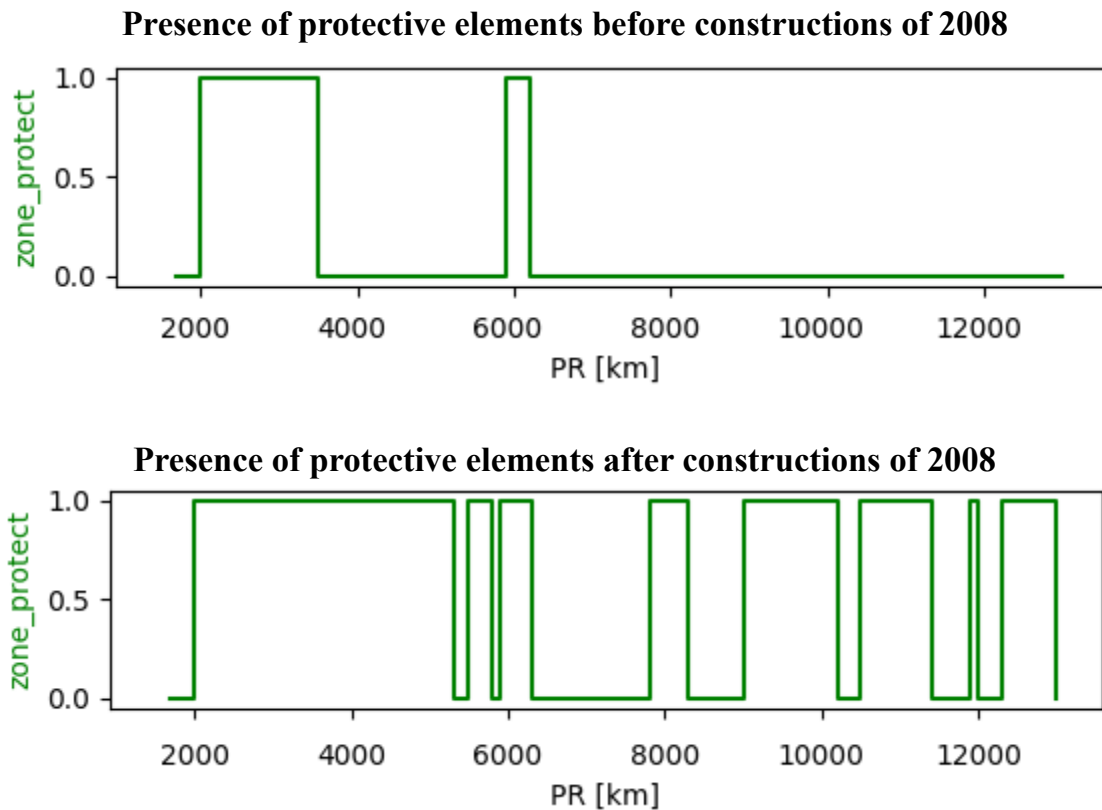 Presence of protective elements before constructions of 2008
1.0
0.5
0.0
zone_protect
2000 4000 6000 8000 10000 12000
PR [km]
Presence of protective elements after constructions of 2008
1.0
0.5
0.0
zone_protect
2000 4000 6000 8000 10000 12000
PR [km]